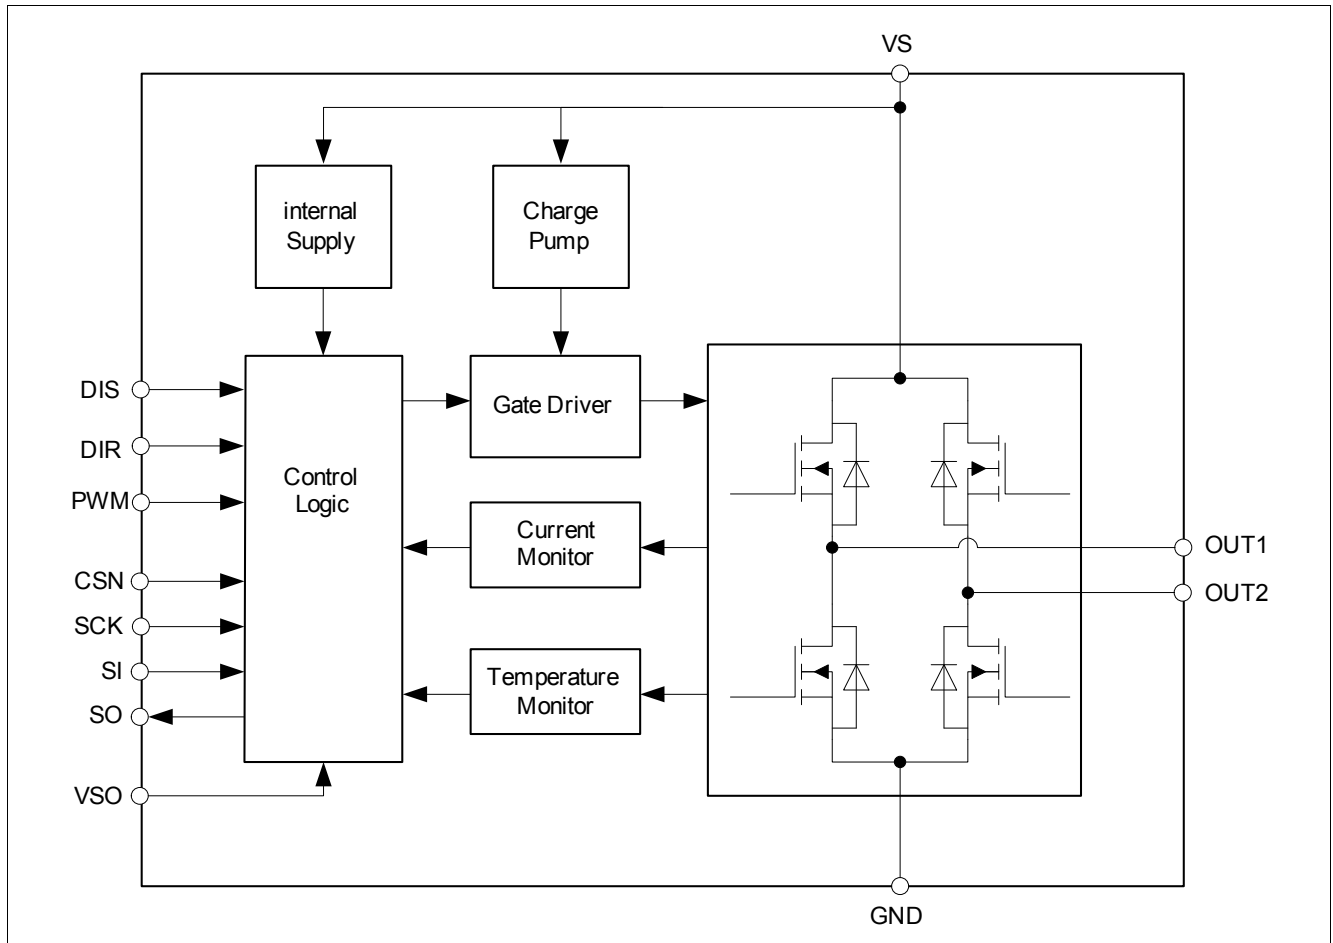 VS
internal
Supply
Charge
Pump
DIS
DIR
PWM
CSN
SCK
SI
SO
VSO
Control
Logic
Gate Driver
Current
Monitor
Temperature
Monitor
OUT1
OUT2
GND